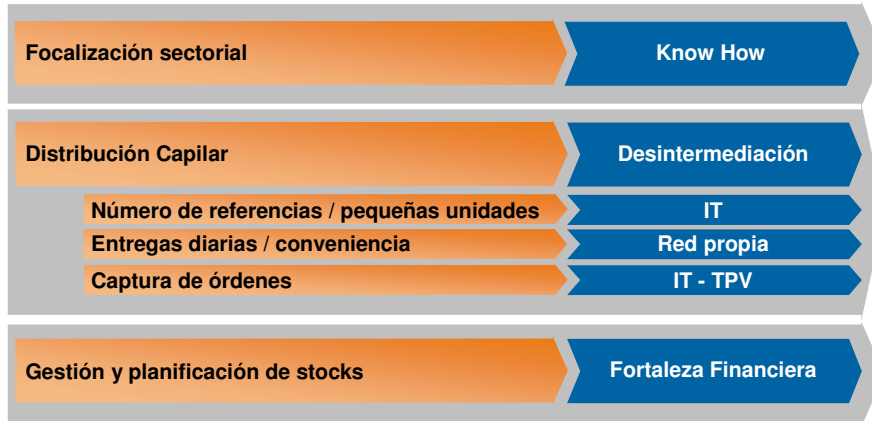 Focalización sectorial
Know How
Distribución Capilar
Desintermediación
Número de referencias / pequeñas unidades
IT
Entregas diarias / conveniencia
Red propia
Captura de órdenes
IT - TPV
Gestión y planificación de stocks
Fortaleza Financiera